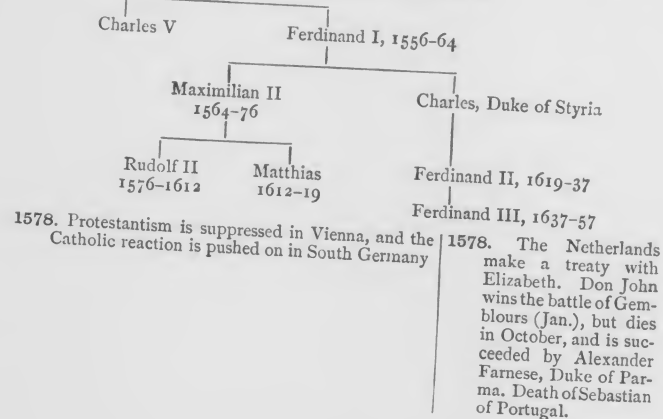 Charles V
Ferdinand I, 1556-64
Maximilian II
1564-76
Charles, Duke of Styria
Rudolf II
1576-1612
Matthias
1612-19
Ferdinand II, 1619-37
Ferdinand III, 1637-57
1578. Protestantism is suppressed in Vienna, and the
Catholic reaction is pushed on in South Germany
1578. The Netherlands
make a treaty with
Elizabeth. Don John
wins the battle of Gem-
blours (Jan.), but dies
in October, and is suc-
ceeded by Alexander
Farnese, Duke of Par-
ma. Death of Sebastian
of Portugal.